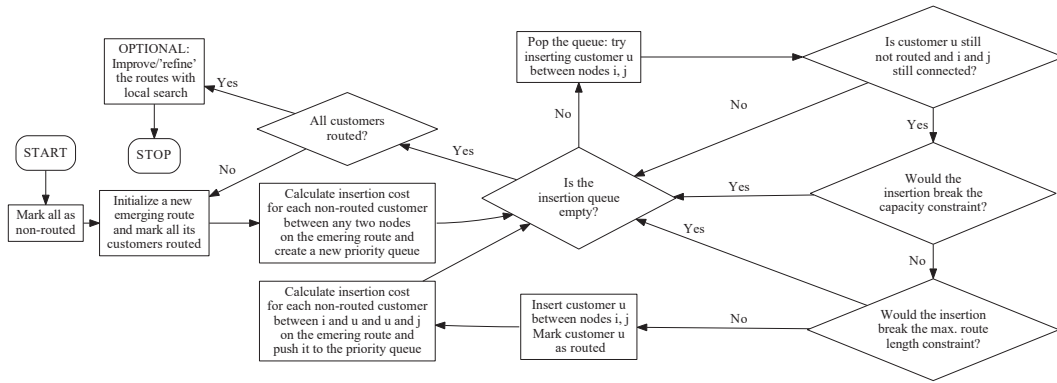 START
Mark all as
non-routed
Initialize a new
emerging route
and mark all its
customers routed
Calculate insertion cost
for each non-routed customer
between any two nodes
on the emering route and
create a new priority queue
Is the
insertion queue
empty?
No
Pop the queue: try
inserting customer u
between nodes i, j
Is customer u still
not routed and i and j
still connected?
No
Yes
Would the
insertion break the
capacity constraint?
Yes
No
Would the insertion
break the max. route
length constraint?
Yes
No
Insert customer u
between nodes i, j
Mark customer u
as routed
Calculate insertion cost
for each non-routed customer
between i and u and u and j
on the emering route and
push it to the priority queue
Yes
All customers
routed?
No
Yes
OPTIONAL:
Improve/'refine'
the routes with
local search
STOP